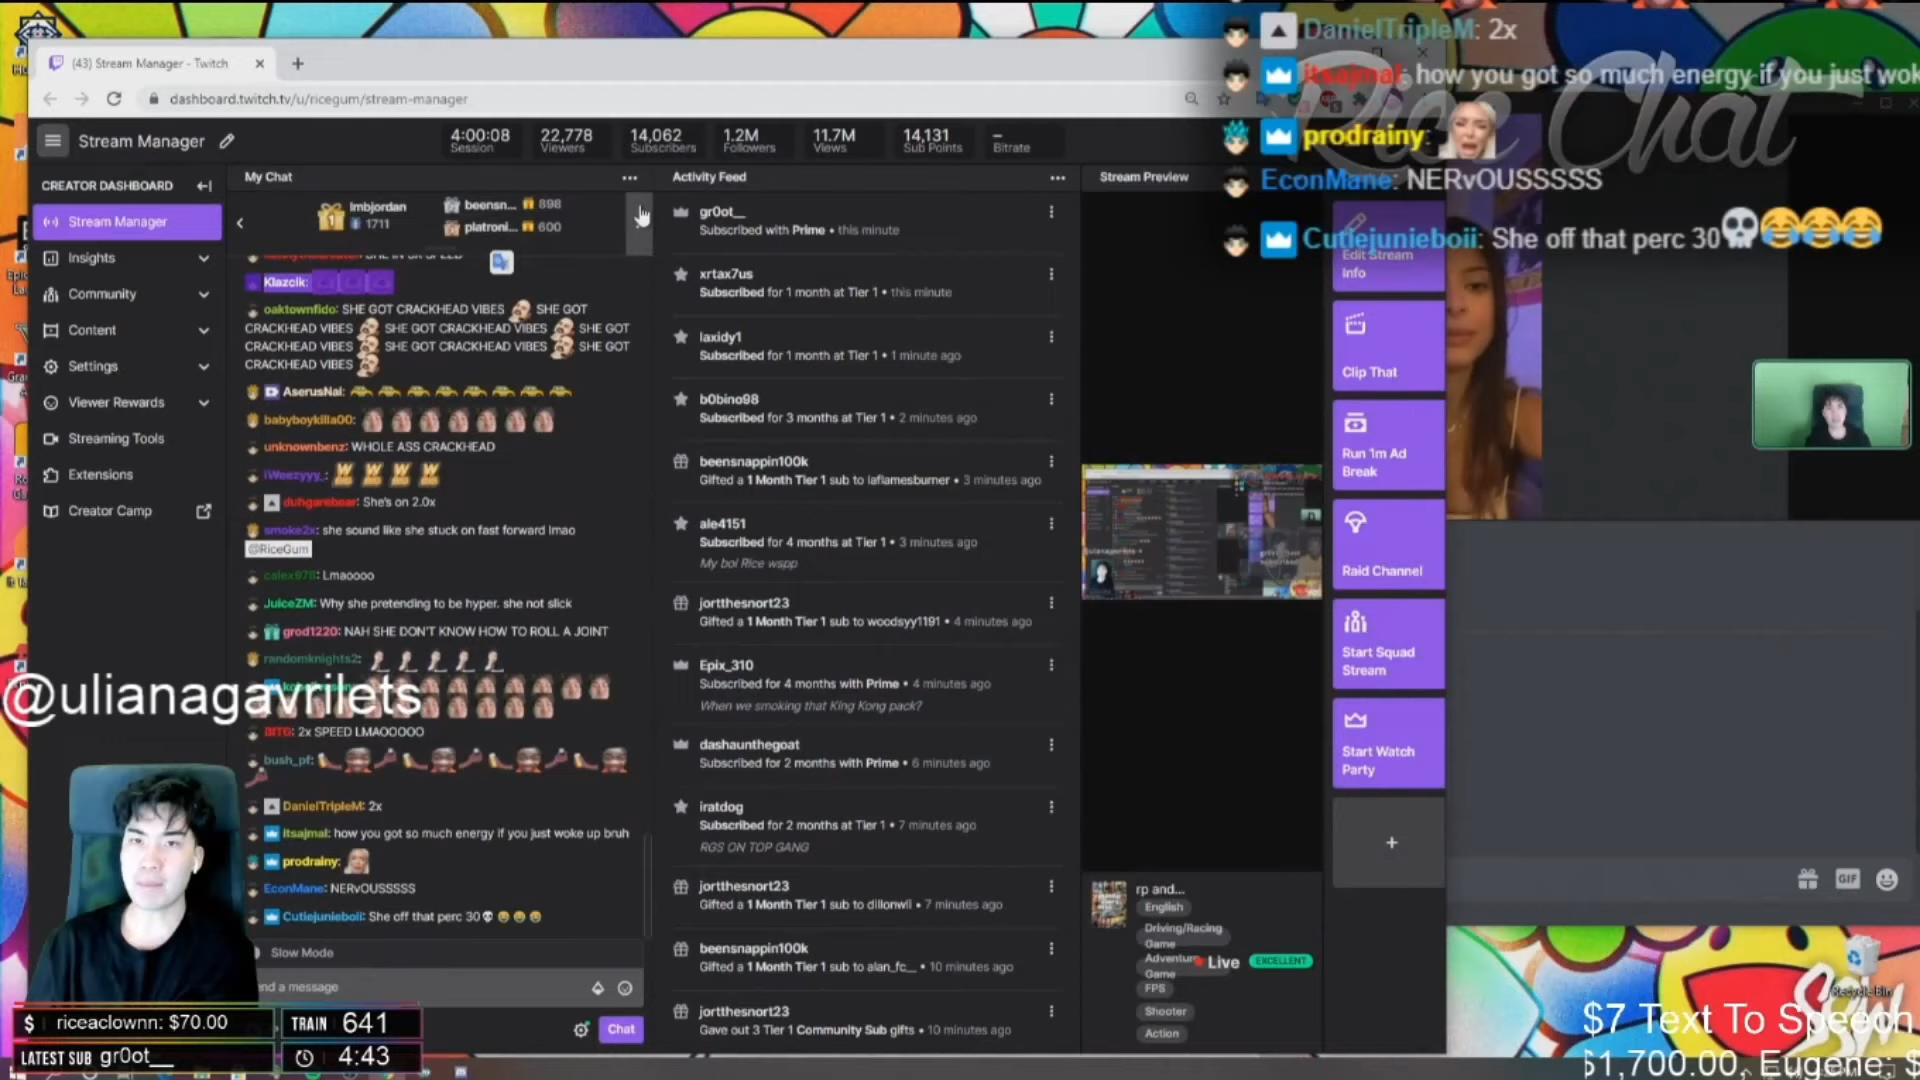 (43) Stream Manager - Twitch
dashboard.twitch.tv/u/ricegum/stream-manager
Stream Manager
4:00:08
Session
22,778
Viewers
14,062
Subscribers
1.2M
Followers
11.7M
Views
14,131
Sub Points
–
Bitrate
CREATOR DASHBOARD
Stream Manager
Insights
Community
Content
Settings
Viewer Rewards
Streaming Tools
Extensions
Creator Camp
My Chat
lmbjordan
1711
beensn... 898
platroni... 600
Klazcik:
oaktownfido: SHE GOT CRACKHEAD VIBES SHE GOT
CRACKHEAD VIBES SHE GOT CRACKHEAD VIBES SHE GOT
CRACKHEAD VIBES SHE GOT CRACKHEAD VIBES SHE GOT
CRACKHEAD VIBES
AserusNal:
babyboykilla00:
unknownbenz: WHOLE ASS CRACKHEAD
iWeezyyy_:
duhgarebear: She's on 2.0x
smoke2x: she sound like she stuck on fast forward lmao
@RiceGum
calex978: Lmaoooo
JuiceZM: Why she pretending to be hyper. she not slick
grod1220: NAH SHE DON'T KNOW HOW TO ROLL A JOINT
randomknights2:
@ulianagavrilets
BITG: 2x SPEED LMAOOOOO
bush_pf:
DanielTripleM: 2x
itsajmal: how you got so much energy if you just woke up bruh
prodrainy:
EconMane: NERvOUSSSSS
Cutiejunieboii: She off that perc 30💀😂😂😂
Slow Mode
nd a message
Chat
Activity Feed
gr0ot__
Subscribed with Prime • this minute
xrtax7us
Subscribed for 1 month at Tier 1 • this minute
laxidy1
Subscribed for 1 month at Tier 1 • 1 minute ago
b0bino98
Subscribed for 3 months at Tier 1 • 2 minutes ago
beensnappin100k
Gifted a 1 Month Tier 1 sub to laflamesburner • 3 minutes ago
ale4151
Subscribed for 4 months at Tier 1 • 3 minutes ago
My boi Rice wspp
jortthesnort23
Gifted a 1 Month Tier 1 sub to woodsyy1191 • 4 minutes ago
Epix_310
Subscribed for 4 months with Prime • 4 minutes ago
When we smoking that King Kong pack?
dashaunthegoat
Subscribed for 2 months with Prime • 6 minutes ago
iratdog
Subscribed for 2 months at Tier 1 • 7 minutes ago
RGS ON TOP GANG
jortthesnort23
Gifted a 1 Month Tier 1 sub to dillonwil • 7 minutes ago
beensnappin100k
Gifted a 1 Month Tier 1 sub to alan_fc__ • 10 minutes ago
jortthesnort23
Gave out 3 Tier 1 Community Sub gifts • 10 minutes ago
Stream Preview
rp and...
English
Driving/Racing
Game
Adventure
Game
FPS
Shooter
Action
Live EXCELLENT
Edit Stream
Info
Clip That
Run 1m Ad
Break
Raid Channel
Start Squad
Stream
Start Watch
Party
+
Rice Chat
DanielTripleM: 2x
itsajmal: how you got so much energy if you just wok
prodrainy:
EconMane: NERvOUSSSSS
Cutiejunieboii: She off that perc 30💀😂😂😂
GIF
Recycle Bin
$ riceaclownn: $70.00
TRAIN 641
LATEST SUB gr0ot__
4:43
$7 Text To Speech
$1,700.00, Eugene: $